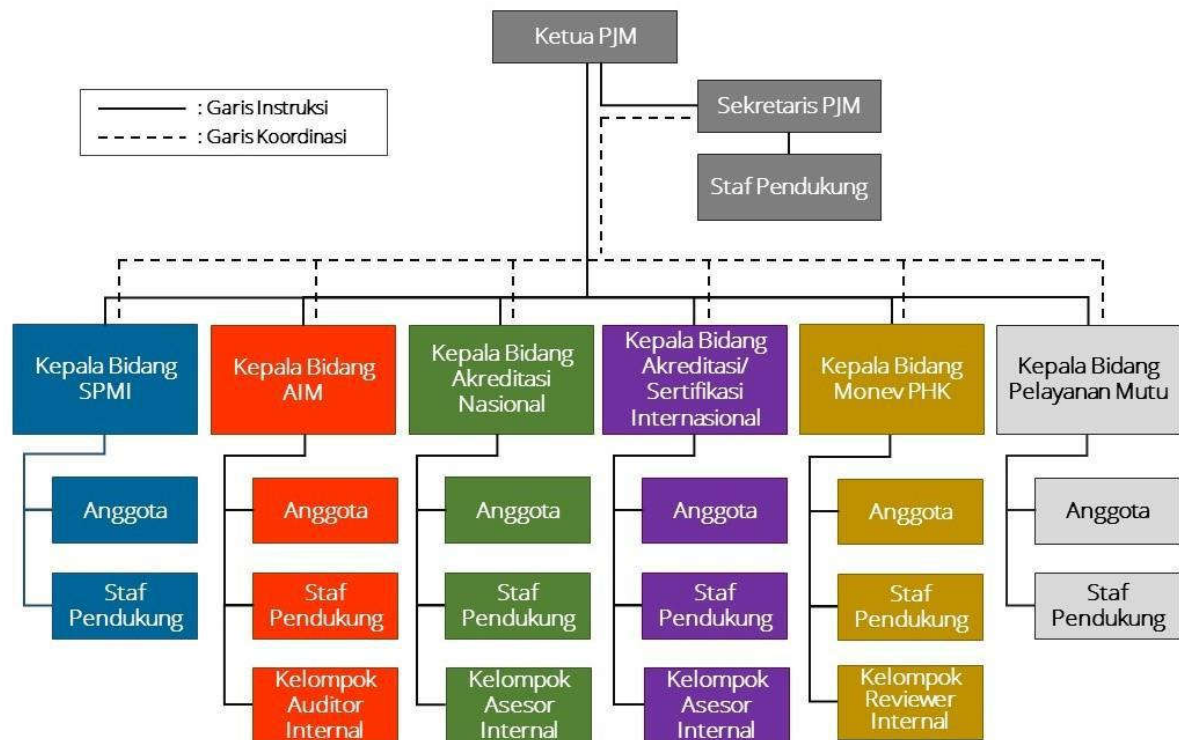 Ketua PJM
: Garis Instruksi
: Garis Koordinasi
Sekretaris PJM
Staf Pendukung
Kepala Bidang
SPMI
Kepala Bidang
AIM
Kepala Bidang
Akreditasi
Nasional
Kepala Bidang
Akreditasi/
Sertifikasi
Internasional
Kepala Bidang
Monev PHK
Kepala Bidang
Pelayanan Mutu
Anggota
Anggota
Anggota
Anggota
Anggota
Anggota
Staf
Pendukung
Staf
Pendukung
Staf
Pendukung
Staf
Pendukung
Staf
Pendukung
Staf
Pendukung
Kelompok
Auditor
Internal
Kelompok
Asesor
Internal
Kelompok
Asesor
Internal
Kelompok
Reviewer
Internal